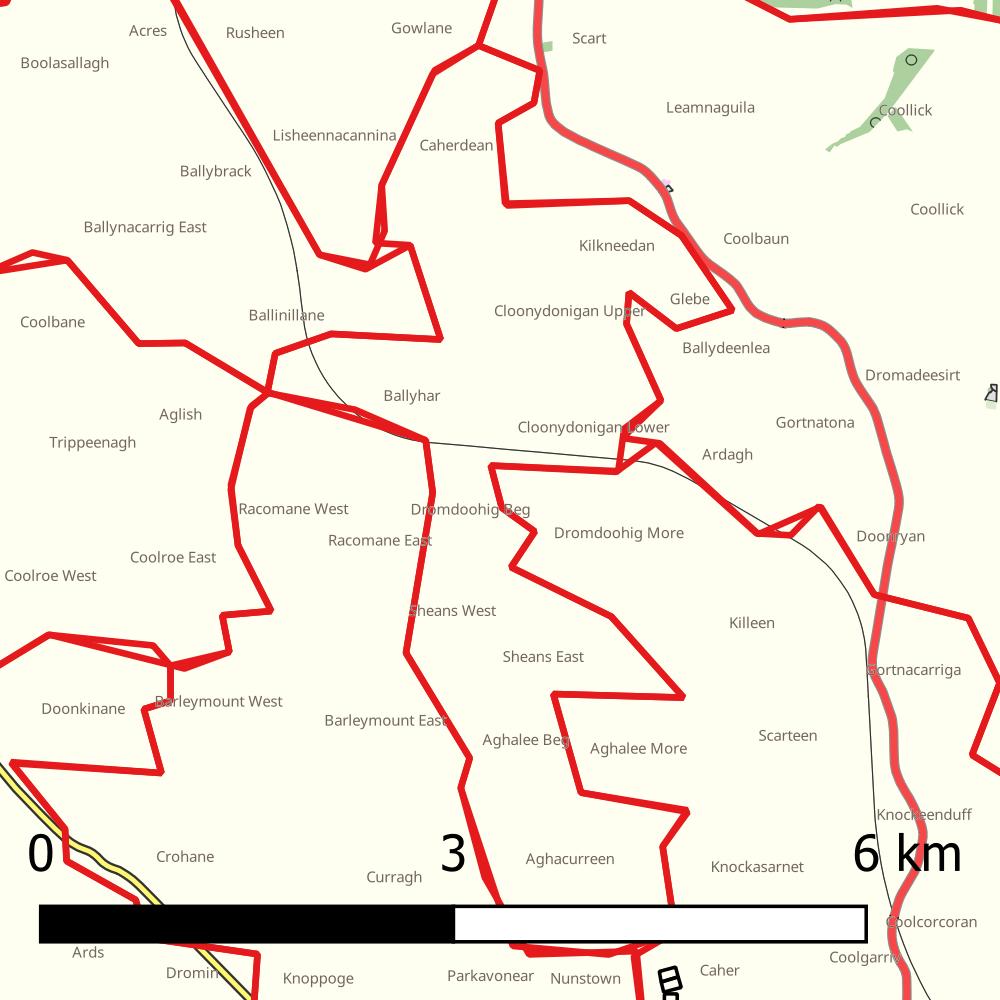 Acres
Rusheen
Gowlane
Scart
Boolasallagh
Leamnaguila
Coollick
Lisheennacannina
Caherdean
Ballybrack
Coollick
Ballynacarrig East
Coolbaun
Kilkneedan
Glebe
Cloonydonigan Upper
Ballinillane
Coolbane
Ballydeenlea
Dromadeesirt
Ballyhar
Aglish
Gortnatona
Cloonydonigan Lower
Trippeenagh
Ardagh
Racomane West
Dromdoohig Beg
Dromdoohig More
Doonryan
Racomane East
Coolroe East
Coolroe West
Sheans West
Killeen
Sheans East
Gortnacarriga
Barleymount West
Doonkinane
Barleymount East
Scarteen
Aghalee Beg
Aghalee More
Knockeenduff
0 3 6 km
Crohane
Aghacurreen
Knockasarnet
Curragh
Coolcorcoran
Ards
Coolgarriv
Dromin
Knoppoge
Parkavonear
Nunstown
Caher